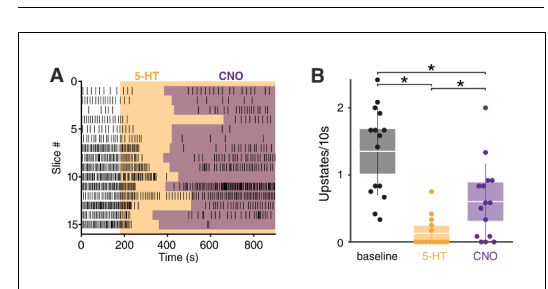 A
5-HT
CNO
Slice #
0
5
10
15
0
200
400
600
800
Time (s)
B
*
*
*
Upstates/10s
2
1
0
baseline
5-HT
CNO